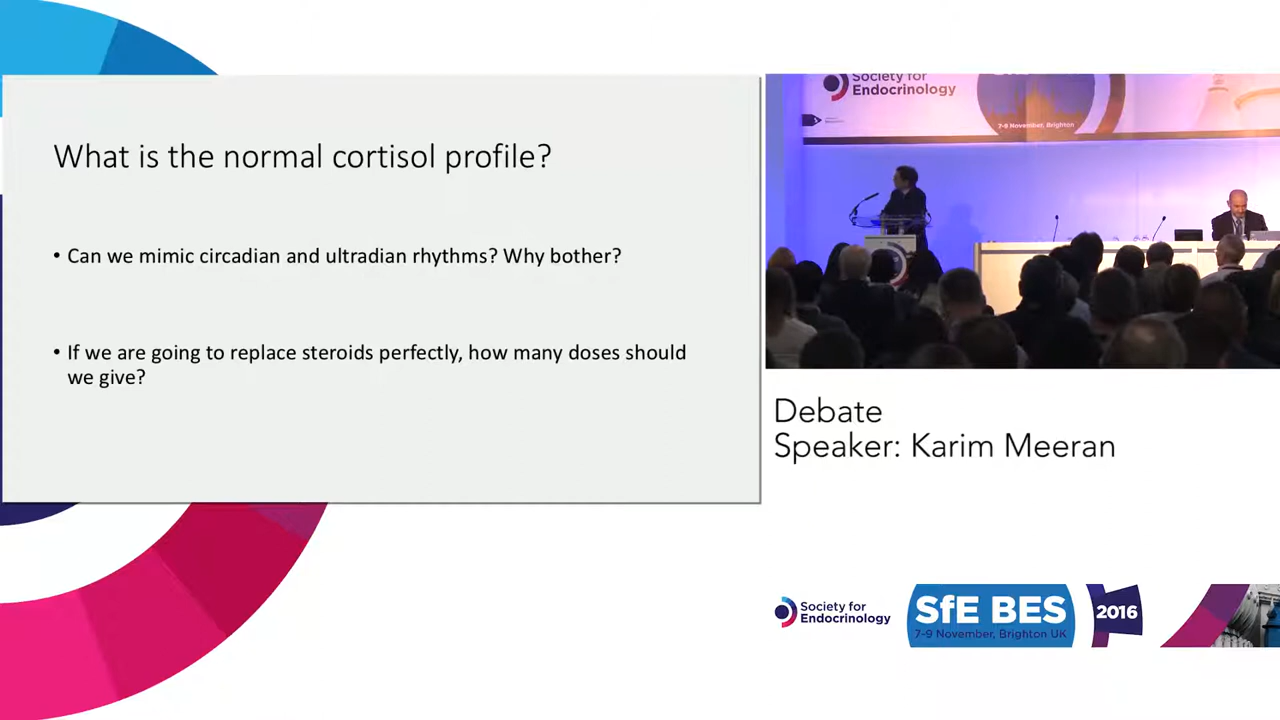 What is the normal cortisol profile?
• Can we mimic circadian and ultradian rhythms? Why bother?
• If we are going to replace steroids perfectly, how many doses should
we give?
Society for
Endocrinology
7-9 November, Brighton
Debate
Speaker: Karim Meeran
Society for
Endocrinology
SfE BES
7-9 November, Brighton UK
2016